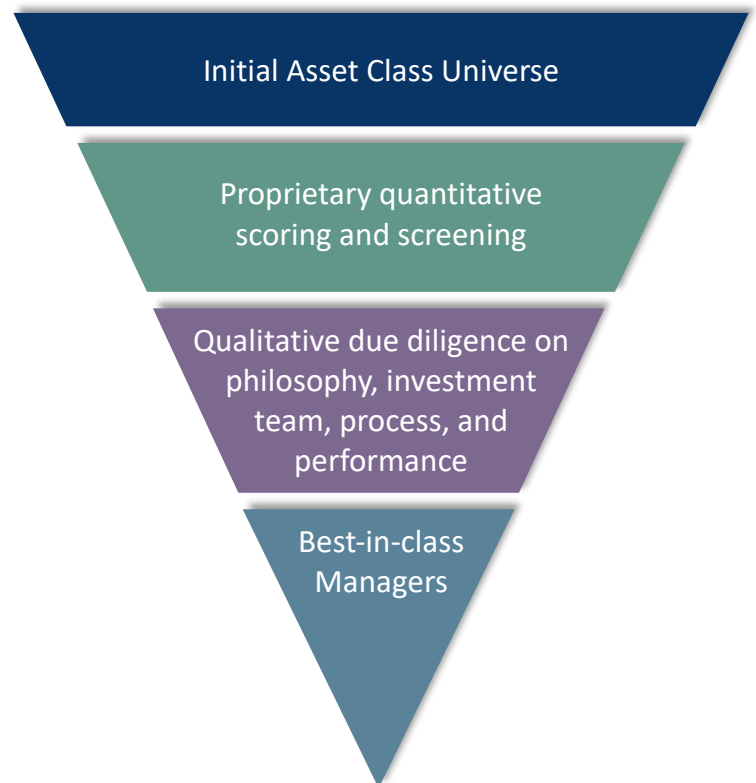 Initial Asset Class Universe
Proprietary quantitative
scoring and screening
Qualitative due diligence on
philosophy, investment
team, process, and
performance
Best-in-class
Managers